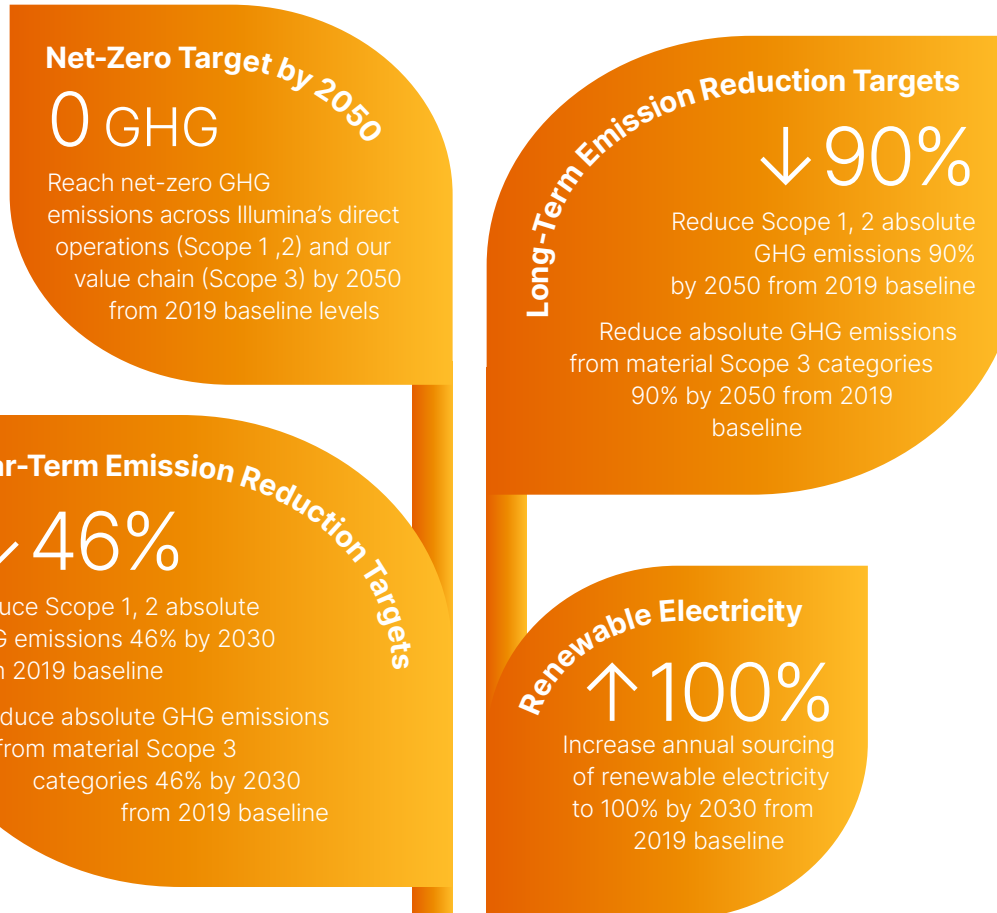 Net-Zero Target by 2050
0 GHG
Reach net-zero GHG
emissions across Illumina's direct
operations (Scope 1 ,2) and our
value chain (Scope 3) by 2050
from 2019 baseline levels
Long-Term Emission Reduction Targets
↓90%
Reduce Scope 1, 2 absolute
GHG emissions 90%
by 2050 from 2019 baseline
Reduce absolute GHG emissions
from material Scope 3 categories
90% by 2050 from 2019
baseline
Emission Reduction Targets
46%
Scope 1, 2 absolute
emissions 46% by 2030
2019 baseline
absolute GHG emissions
from material Scope 3
categories 46% by 2030
from 2019 baseline
Renewable Electricity
↑100%
Increase annual sourcing
of renewable electricity
to 100% by 2030 from
2019 baseline